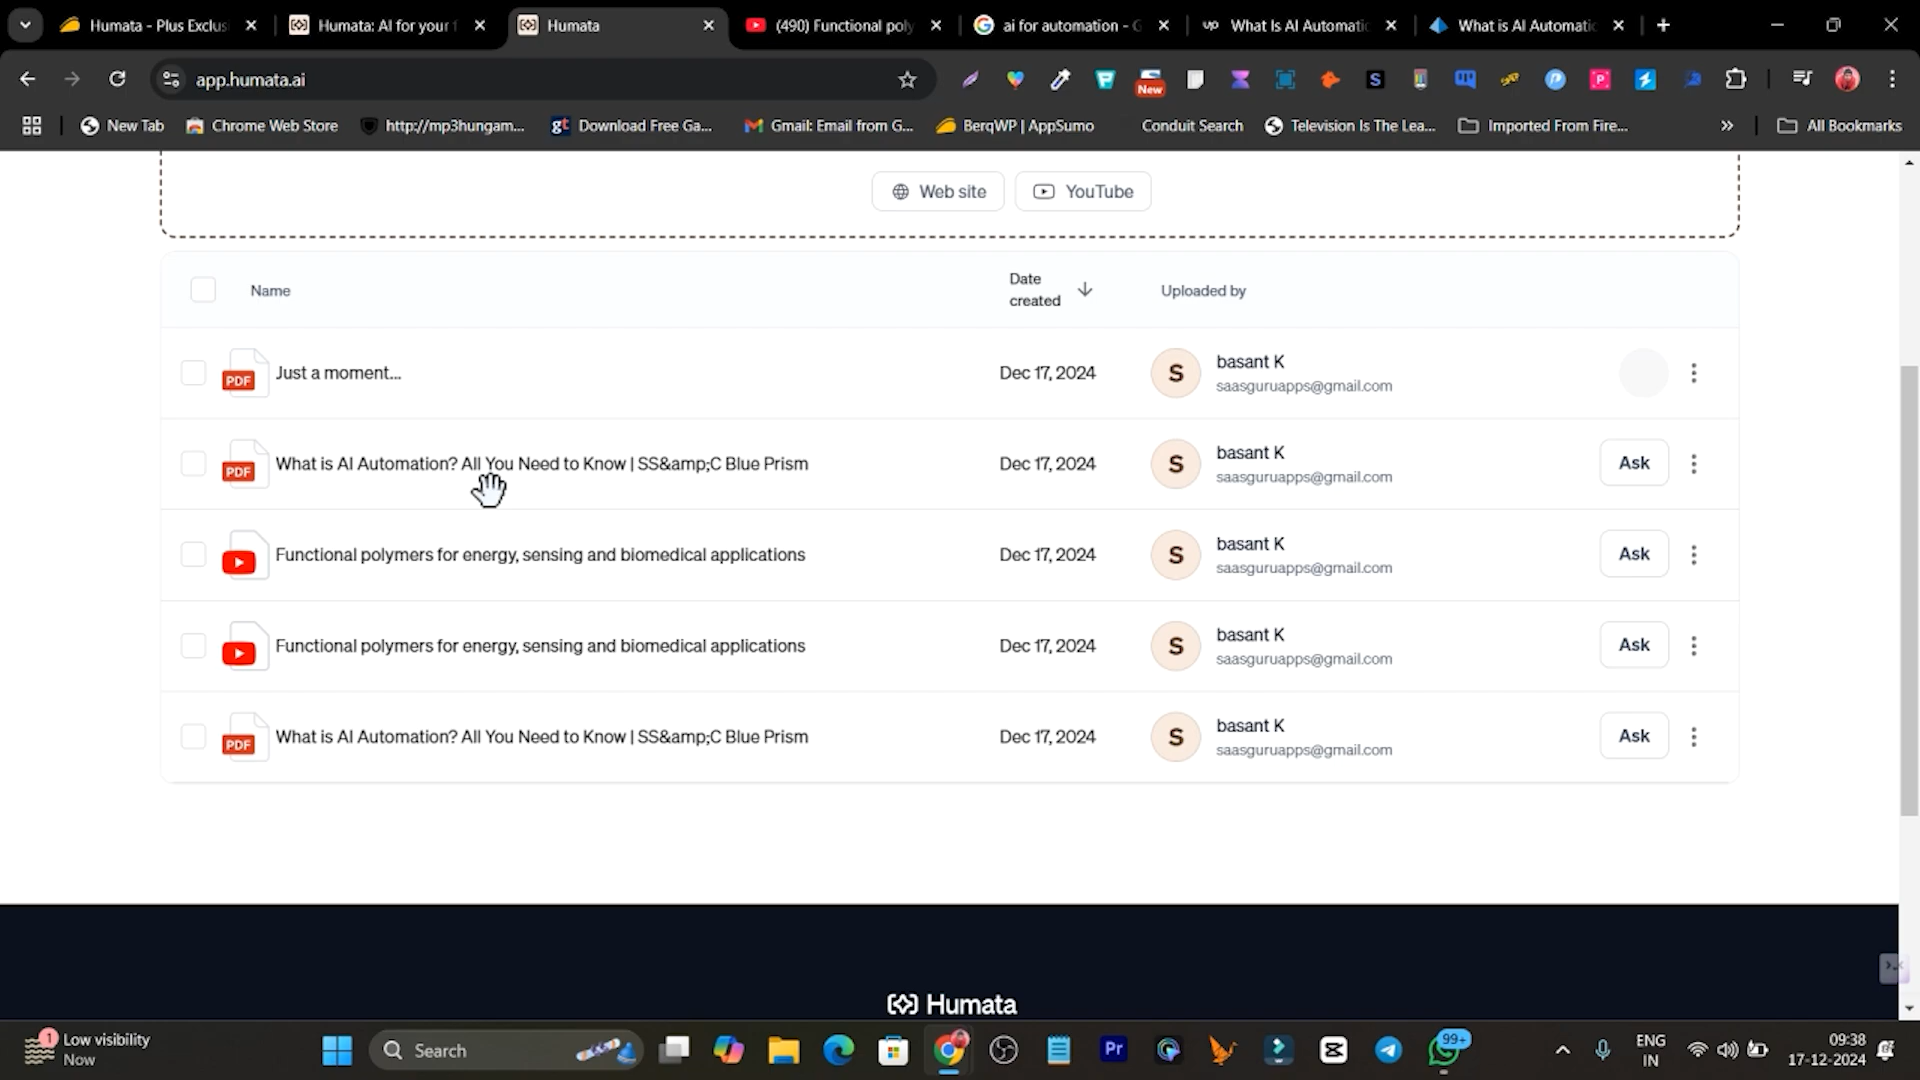 Humata - Plus Exclus
Humata: AI for your f
Humata
(490) Functional poly
ai for automation - G
up What Is AI Automatic
What is AI Automatic
app.humata.ai
New
New Tab
Chrome Web Store
http://mp3hungam...
gt Download Free Ga...
Gmail: Email from G...
BerqWP | AppSumo
Conduit Search
Television Is The Lea...
Imported From Fire...
All Bookmarks
Web site
YouTube
Name
Date created
Uploaded by
PDF Just a moment...
Dec 17, 2024
S
basant K
saasguruapps@gmail.com
PDF What is AI Automation? All You Need to Know | SS&amp;C Blue Prism
Dec 17, 2024
S
basant K
saasguruapps@gmail.com
Ask
Functional polymers for energy, sensing and biomedical applications
Dec 17, 2024
S
basant K
saasguruapps@gmail.com
Ask
Functional polymers for energy, sensing and biomedical applications
Dec 17, 2024
S
basant K
saasguruapps@gmail.com
Ask
PDF What is AI Automation? All You Need to Know | SS&amp;C Blue Prism
Dec 17, 2024
S
basant K
saasguruapps@gmail.com
Ask
Humata
1
Low visibility
Now
Search
Pr
99+
ENG
IN
09:38
17-12-2024